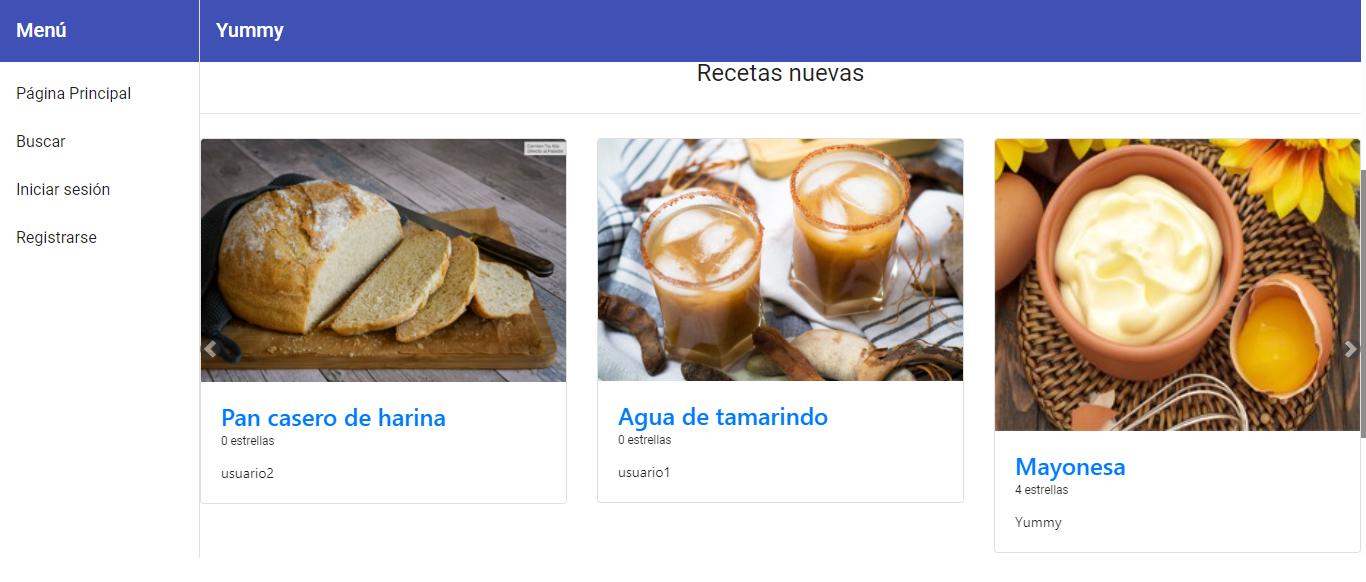 Menú
Yummy
Página Principal
Buscar
Iniciar sesión
Registrarse
Recetas nuevas
Pan casero de harina
0 estrellas
usuario2
Agua de tamarindo
0 estrellas
usuario1
Mayonesa
4 estrellas
Yummy